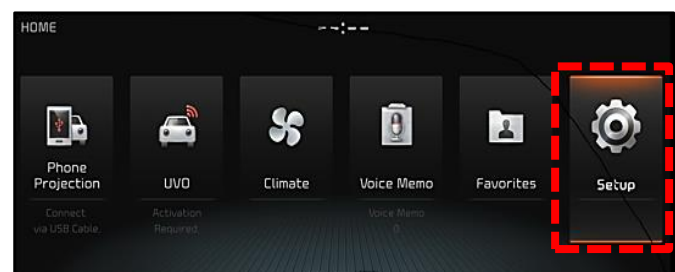 HOME
--:--
Phone
Projection
UVO
Climate
Voice Memo
Favorites
Setup
Connect
via USB Cable.
Activation
Required.
Voice Memo
0